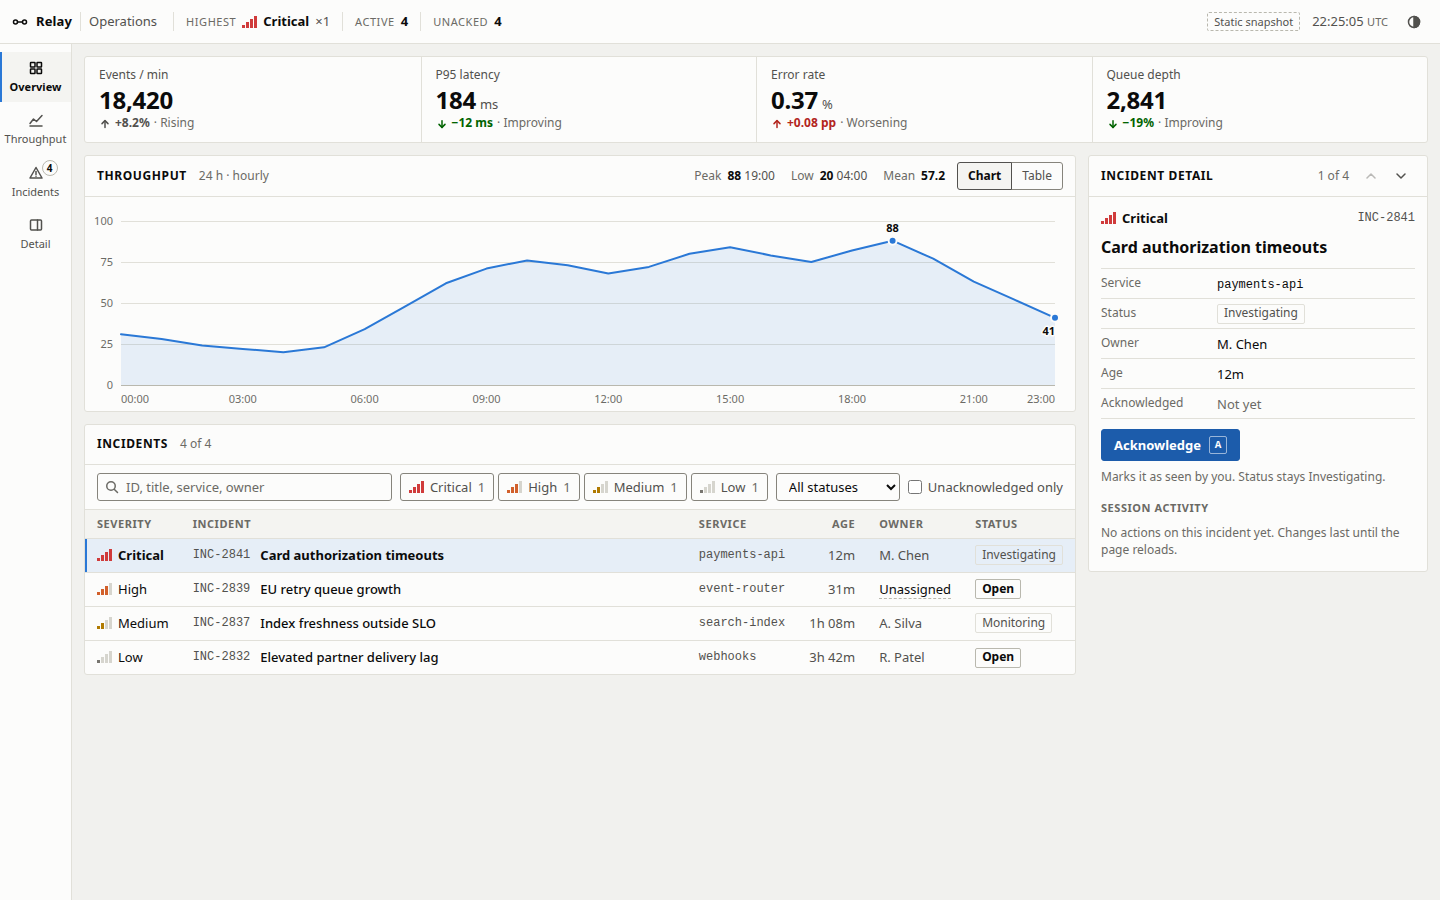 Relay Operations HIGHEST Critical ×1 ACTIVE 4 UNACKED 4 Static snapshot 22:25:05 UTC
Overview
Throughput
4
Incidents
Detail
Events / min
18,420
+8.2% · Rising
P95 latency
184 ms
−12 ms · Improving
Error rate
0.37 %
+0.08 pp · Worsening
Queue depth
2,841
−19% · Improving
THROUGHPUT 24 h · hourly Peak 88 19:00 Low 20 04:00 Mean 57.2 Chart Table
100
75
50
25
0
88
41
00:00 03:00 06:00 09:00 12:00 15:00 18:00 21:00 23:00
INCIDENTS 4 of 4
ID, title, service, owner Critical 1 High 1 Medium 1 Low 1 All statuses Unacknowledged only
SEVERITY INCIDENT SERVICE AGE OWNER STATUS
Critical INC-2841 Card authorization timeouts payments-api 12m M. Chen Investigating
High INC-2839 EU retry queue growth event-router 31m Unassigned Open
Medium INC-2837 Index freshness outside SLO search-index 1h 08m A. Silva Monitoring
Low INC-2832 Elevated partner delivery lag webhooks 3h 42m R. Patel Open
INCIDENT DETAIL 1 of 4
Critical INC-2841
Card authorization timeouts
Service payments-api
Status Investigating
Owner M. Chen
Age 12m
Acknowledged Not yet
Acknowledge A
Marks it as seen by you. Status stays Investigating.
SESSION ACTIVITY
No actions on this incident yet. Changes last until the
page reloads.